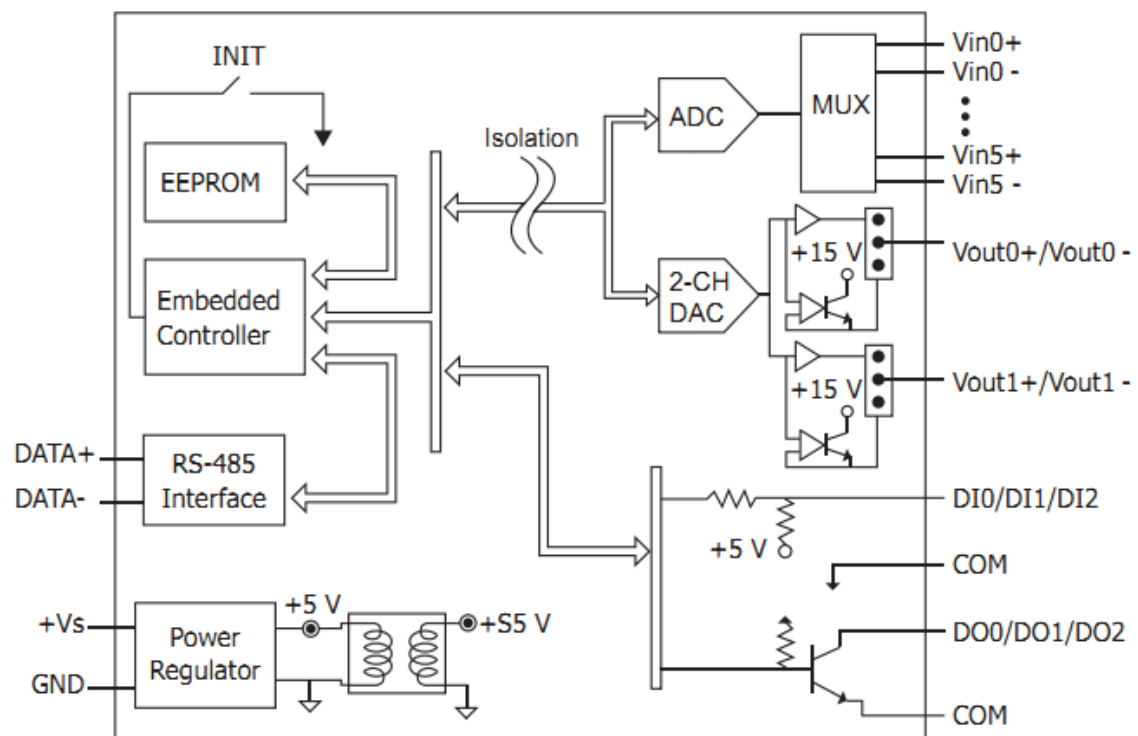 INIT
EEPROM
Embedded
Controller
RS-485
Interface
DATA+
DATA-
+Vs
GND
Power
Regulator
+5 V
+S5 V
Isolation
ADC
MUX
Vin0+
Vin0 -
Vin5+
Vin5 -
2-CH
DAC
+15 V
Vout0+/Vout0 -
+15 V
Vout1+/Vout1 -
DI0/DI1/DI2
+5 V
COM
DO0/DO1/DO2
COM